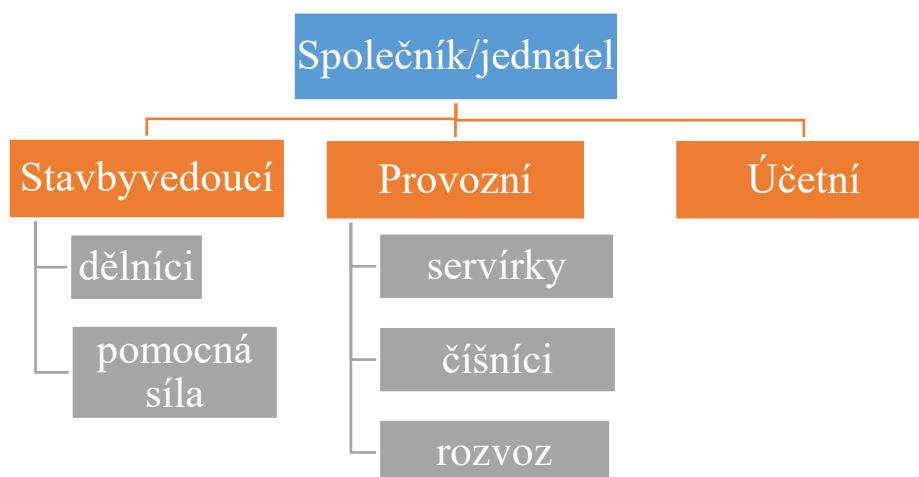 Společník/jednatel
Stavbyvedoucí
Provozní
Účetní
dělníci
pomocná
síla
servírky
číšníci
rozvoz